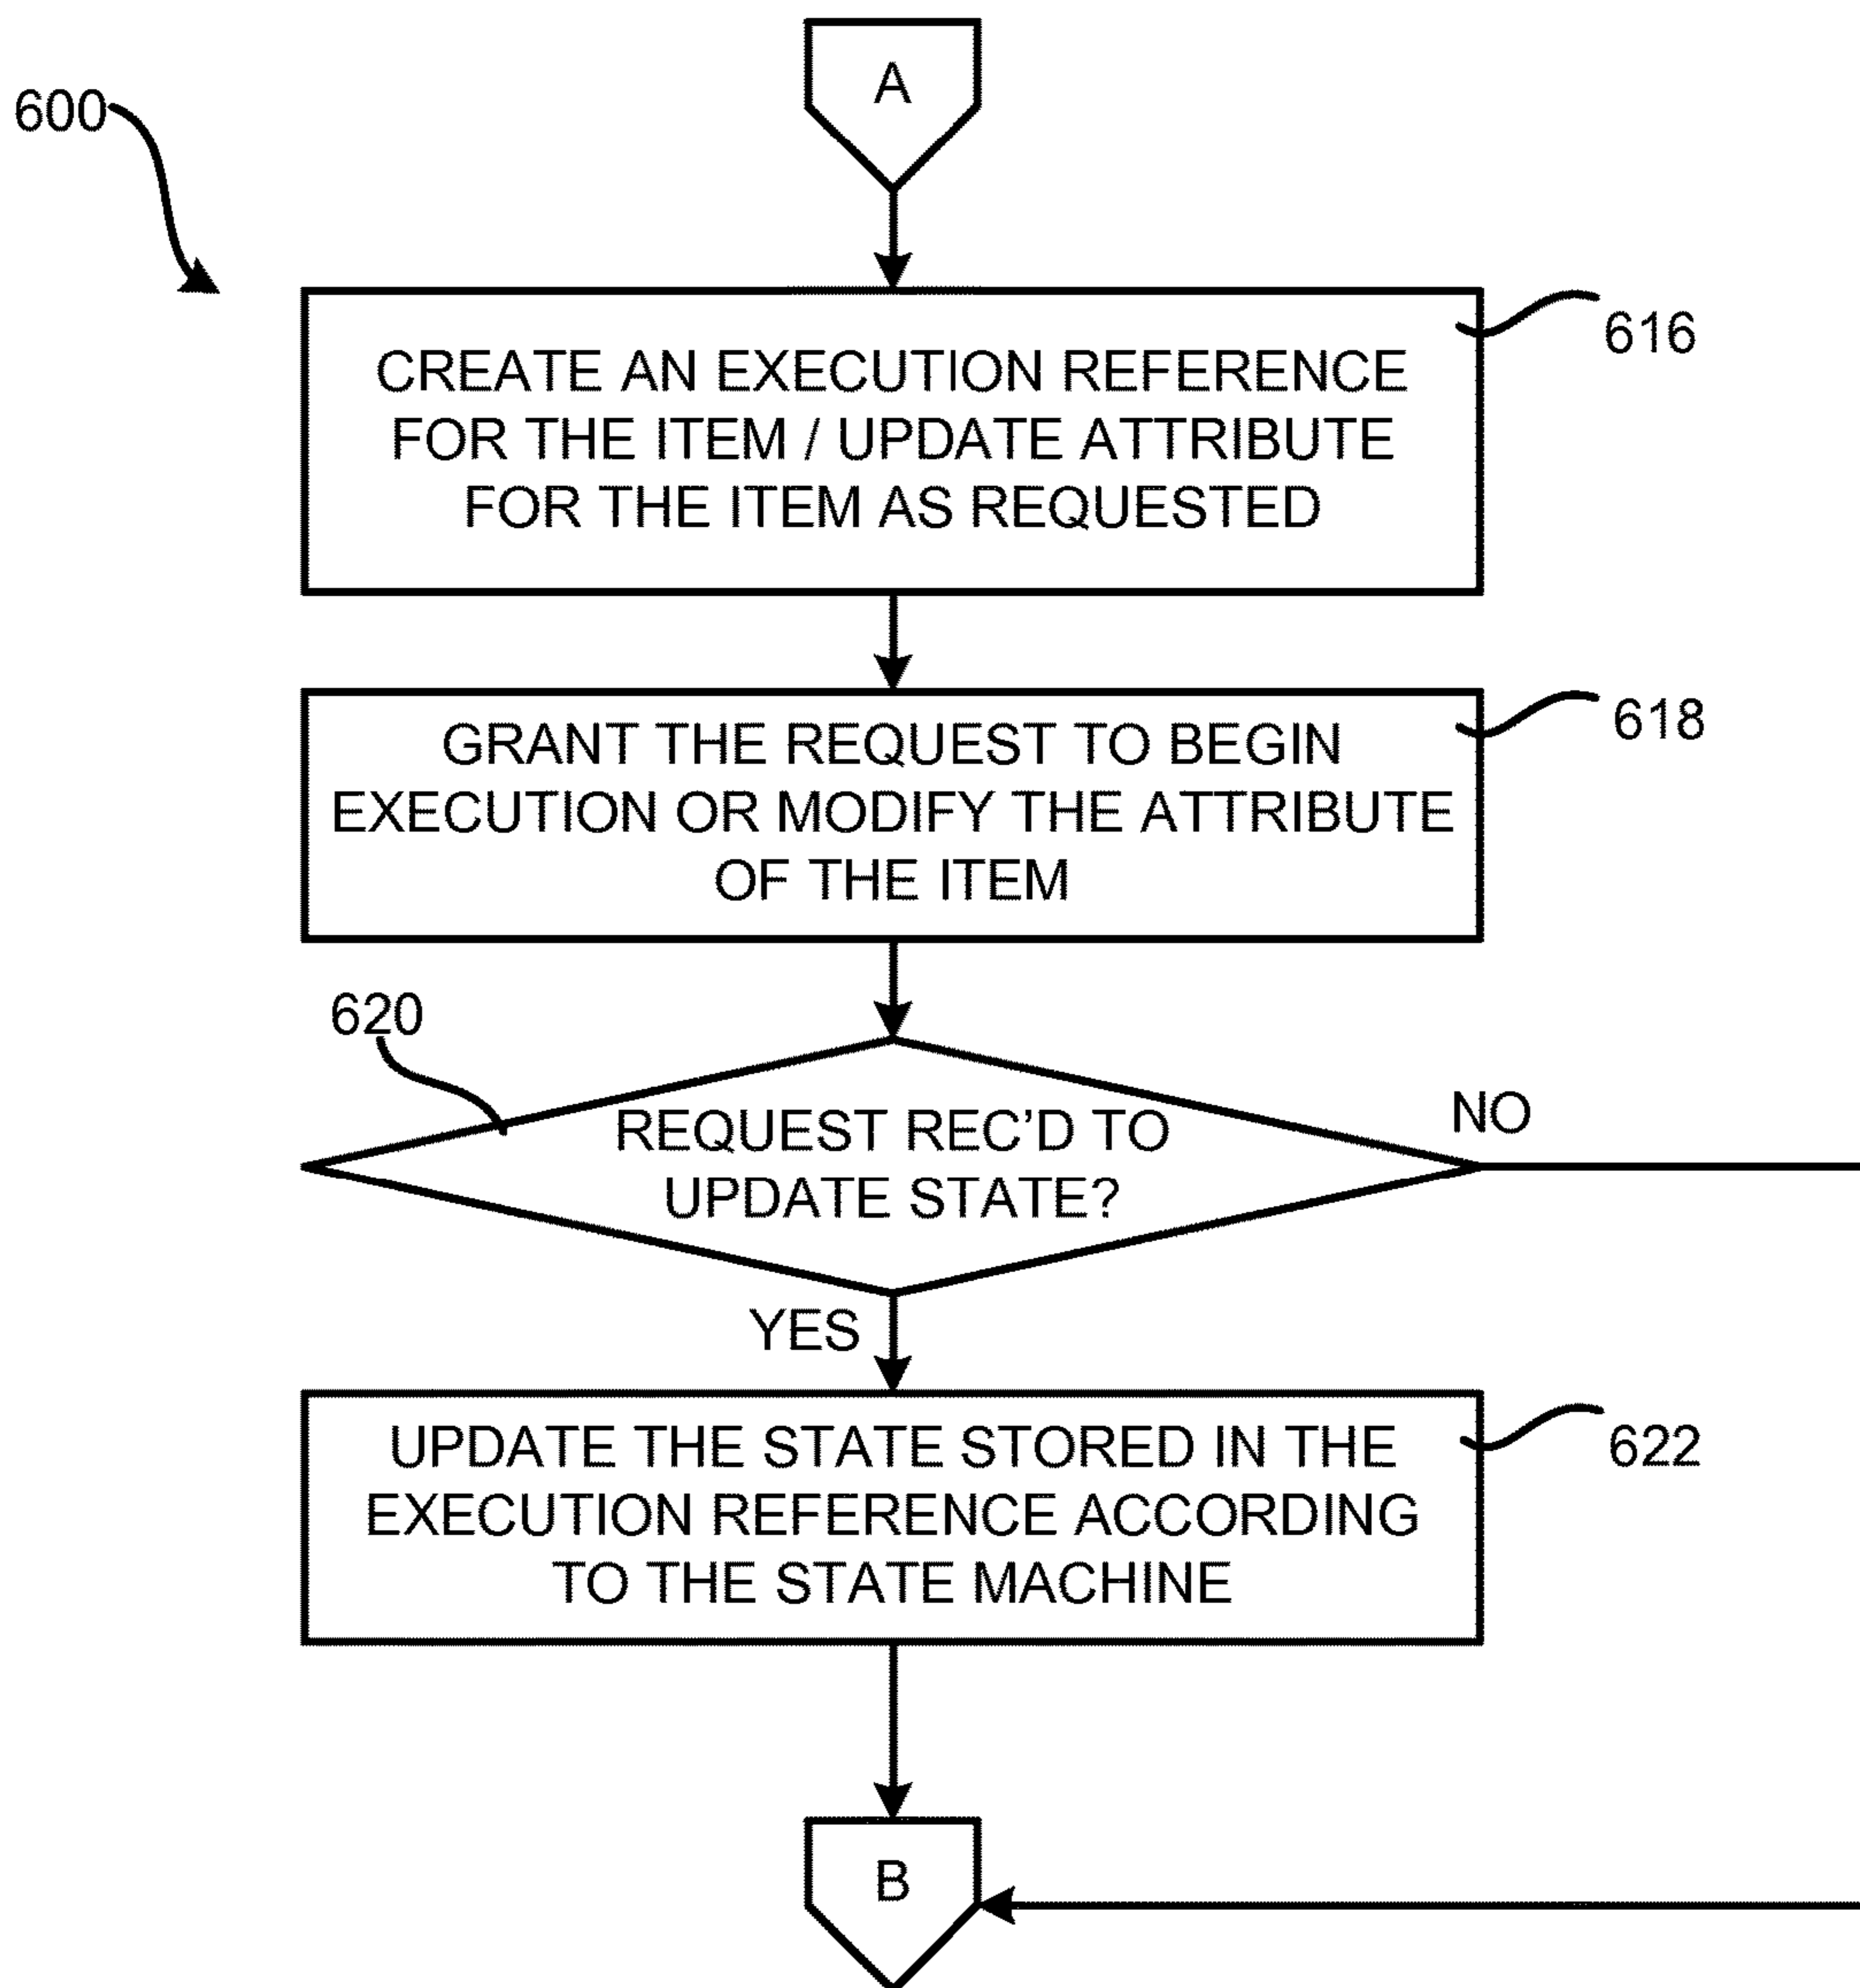 A
600
616
CREATE AN EXECUTION REFERENCE
FOR THE ITEM / UPDATE ATTRIBUTE
FOR THE ITEM AS REQUESTED
618
GRANT THE REQUEST TO BEGIN
EXECUTION OR MODIFY THE ATTRIBUTE
OF THE ITEM
620
REQUEST REC'D TO
UPDATE STATE?
NO
YES
622
UPDATE THE STATE STORED IN THE
EXECUTION REFERENCE ACCORDING
TO THE STATE MACHINE
B